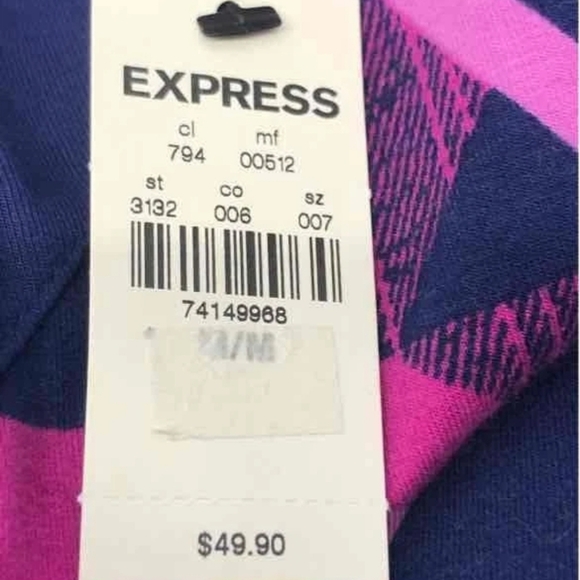 EXPRESS
cl mf
794 00512
st co sz
3132 006 007
74149968
$49.90